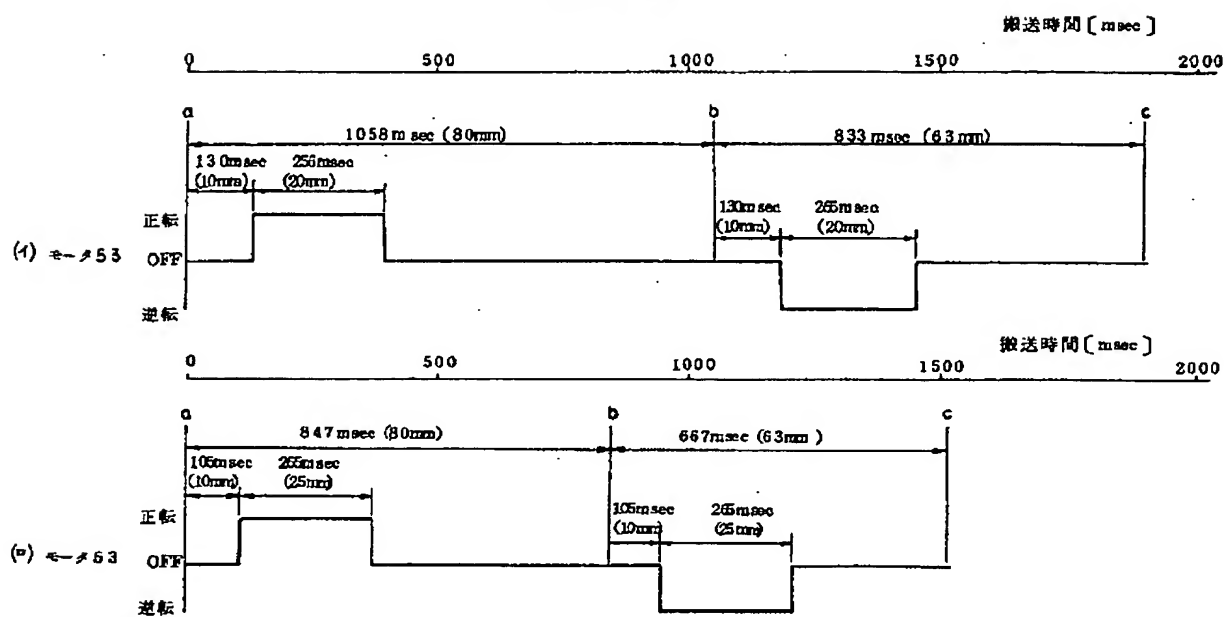 搬送時間〔msec〕
0 500 1000 1500 2000
a b c
1058msec (80mm) 833msec (63mm)
130msec 256msec
(10mm) (20mm)
130msec 265msec
(10mm) (20mm)
正転
(イ) モータ53 OFF
逆転
搬送時間〔msec〕
0 500 1000 1500 2000
a b c
847msec (80mm) 667msec (63mm)
105msec 265msec
(10mm) (25mm)
105msec 265msec
(10mm) (25mm)
正転
(ロ) モータ53 OFF
逆転